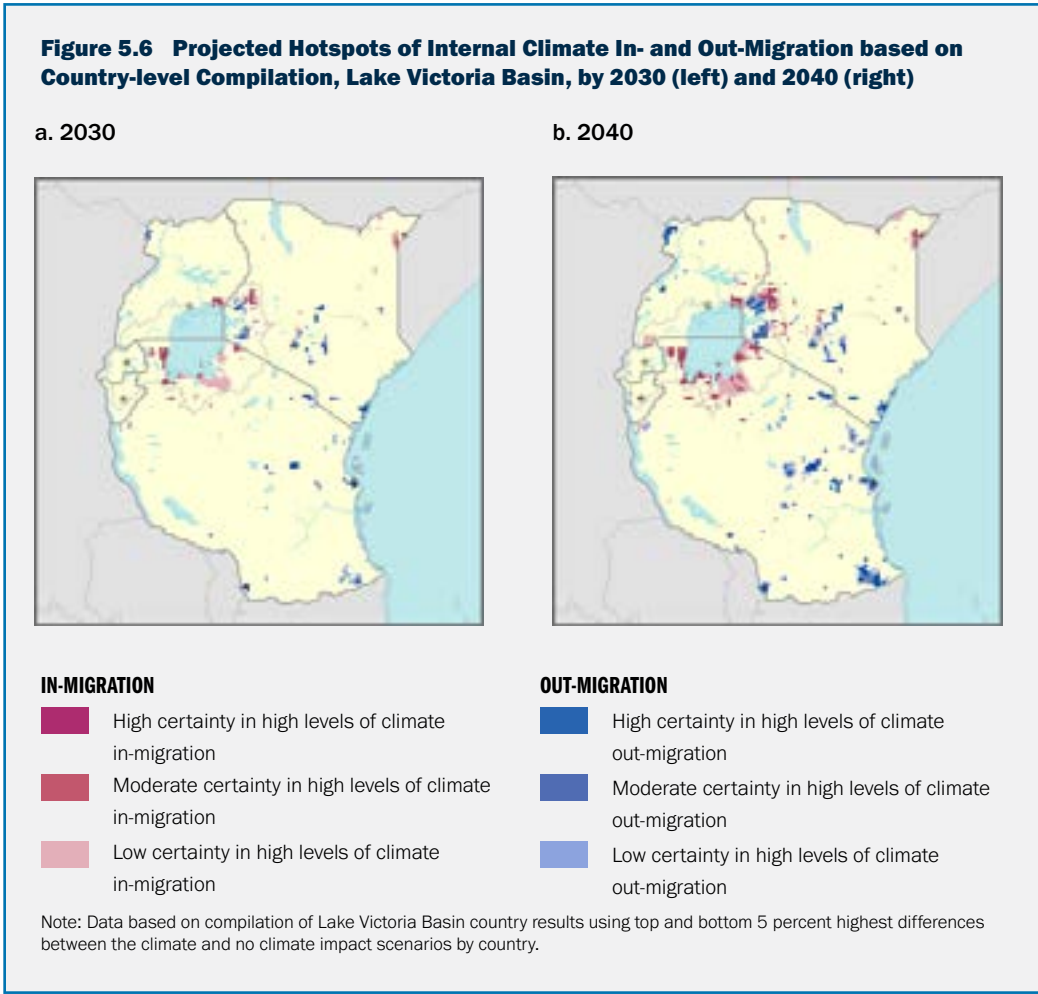 Figure 5.6 Projected Hotspots of Internal Climate In- and Out-Migration based on
Country-level Compilation, Lake Victoria Basin, by 2030 (left) and 2040 (right)
a. 2030
b. 2040
IN-MIGRATION
High certainty in high levels of climate
in-migration
Moderate certainty in high levels of climate
in-migration
Low certainty in high levels of climate
in-migration
OUT-MIGRATION
High certainty in high levels of climate
out-migration
Moderate certainty in high levels of climate
out-migration
Low certainty in high levels of climate
out-migration
Note: Data based on compilation of Lake Victoria Basin country results using top and bottom 5 percent highest differences
between the climate and no climate impact scenarios by country.